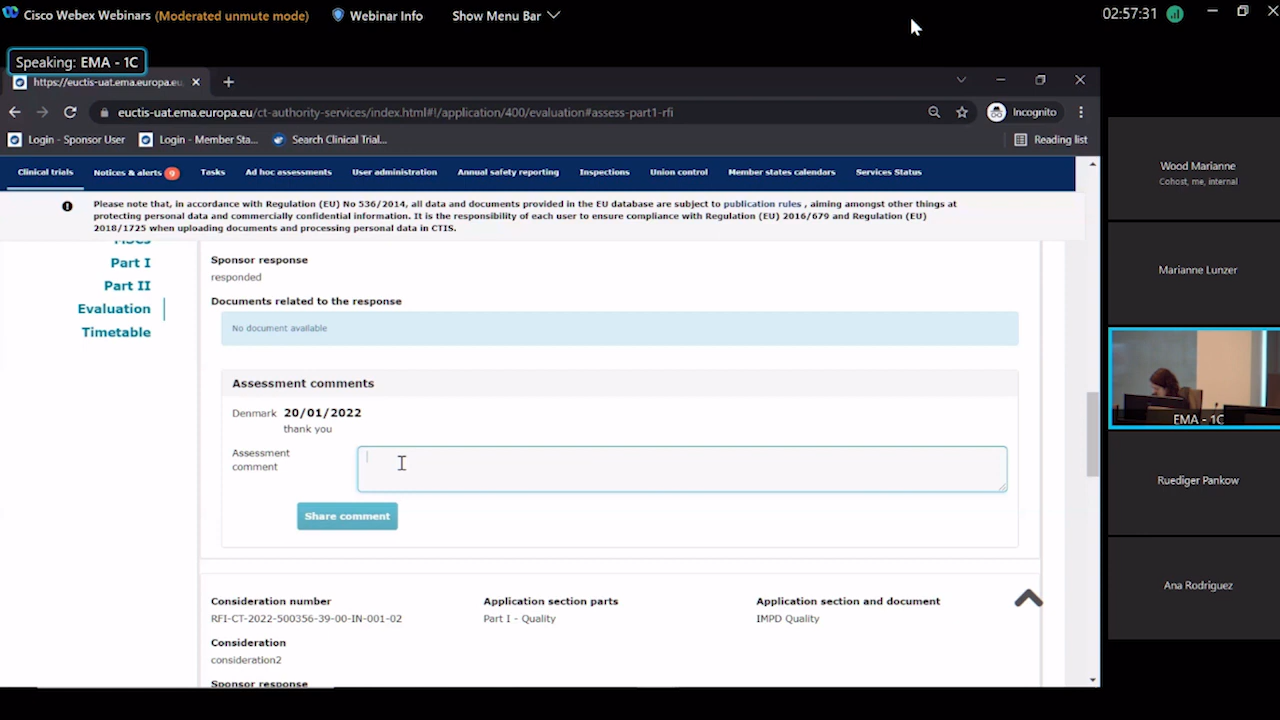 Cisco Webex Webinars (Moderated unmute mode) Webinar Info Show Menu Bar 02:57:31
Speaking: EMA - 1C
https://euctis-uat.ema.europa.eu
euctis-uat.ema.europa.eu/ct-authority-services/index.html#!/application/400/evaluation#assess-part1-rfi Incognito
Login - Sponsor User Login - Member Sta... Search Clinical Trial... Reading list
Clinical trials Notices & alerts 9 Tasks Ad hoc assessments User administration Annual safety reporting Inspections Union control Member states calendars Services Status
Please note that, in accordance with Regulation (EU) No 536/2014, all data and documents provided in the EU database are subject to publication rules , aiming amongst other things at
protecting personal data and commercially confidential information. It is the responsibility of each user to ensure compliance with Regulation (EU) 2016/679 and Regulation (EU)
2018/1725 when uploading documents and processing personal data in CTIS.
MSCs
Part I
Part II
Evaluation
Timetable
Sponsor response
responded
Documents related to the response
No document available
Assessment comments
Denmark 20/01/2022
thank you
Assessment
comment
Share comment
Consideration number Application section parts Application section and document
RFI-CT-2022-500356-39-00-IN-001-02 Part I - Quality IMPD Quality
Consideration
consideration2
Sponsor response
Wood Marianne
Cohost, me, internal
Marianne Lunzer
EMA - 1C
Ruediger Pankow
Ana Rodriguez